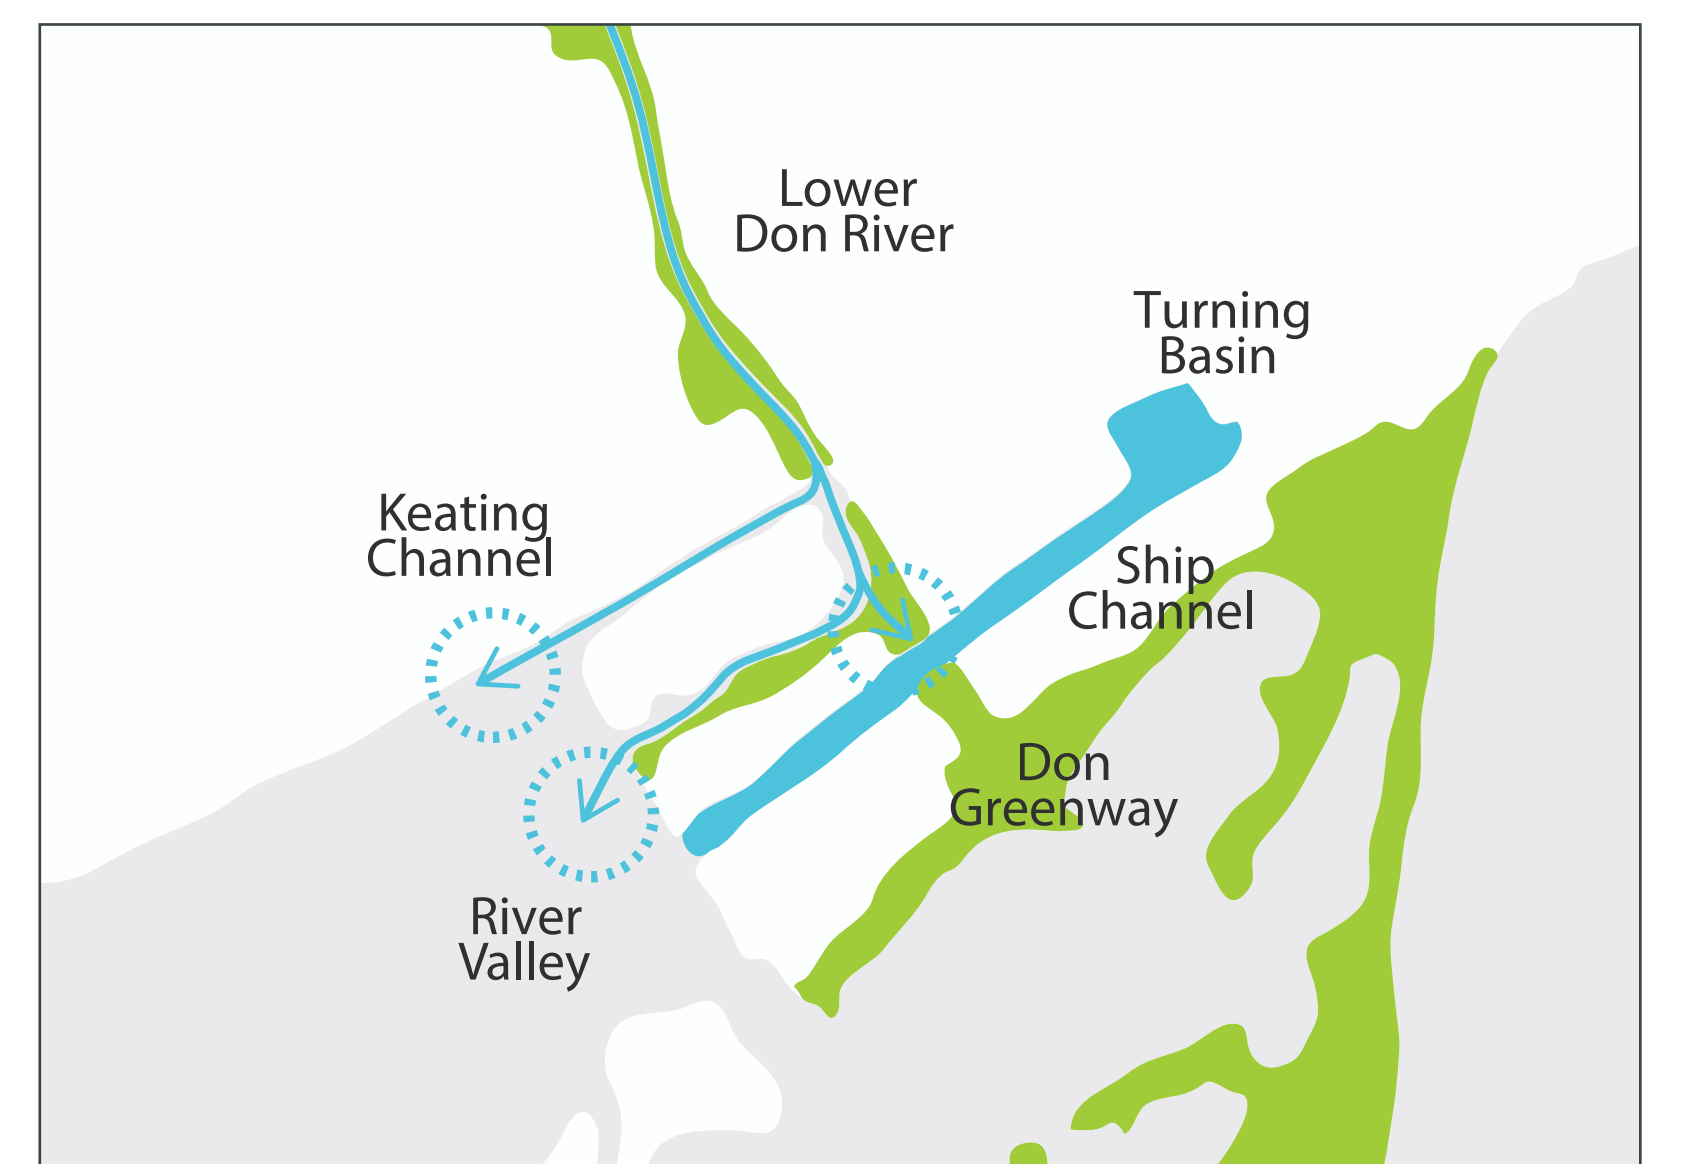 Lower
Don River
Turning
Basin
Keating
Channel
Ship
Channel
Don
Greenway
River
Valley